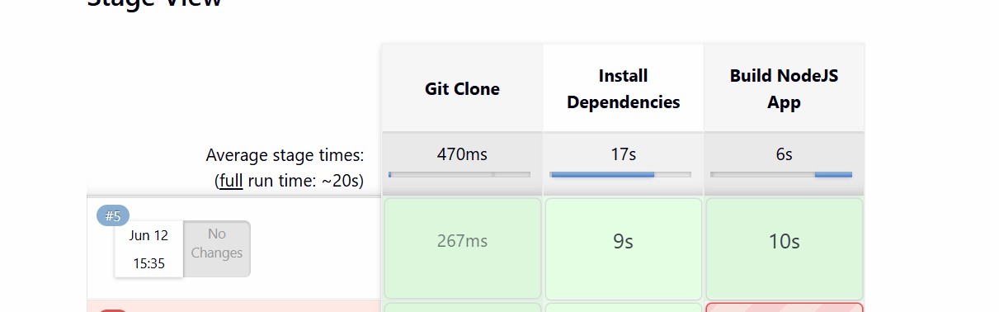 Stage View
Git Clone
Install
Dependencies
Build NodeJS
App
Average stage times:
(full run time: ~20s)
470ms
17s
6s
#5
Jun 12
15:35
No
Changes
267ms
9s
10s